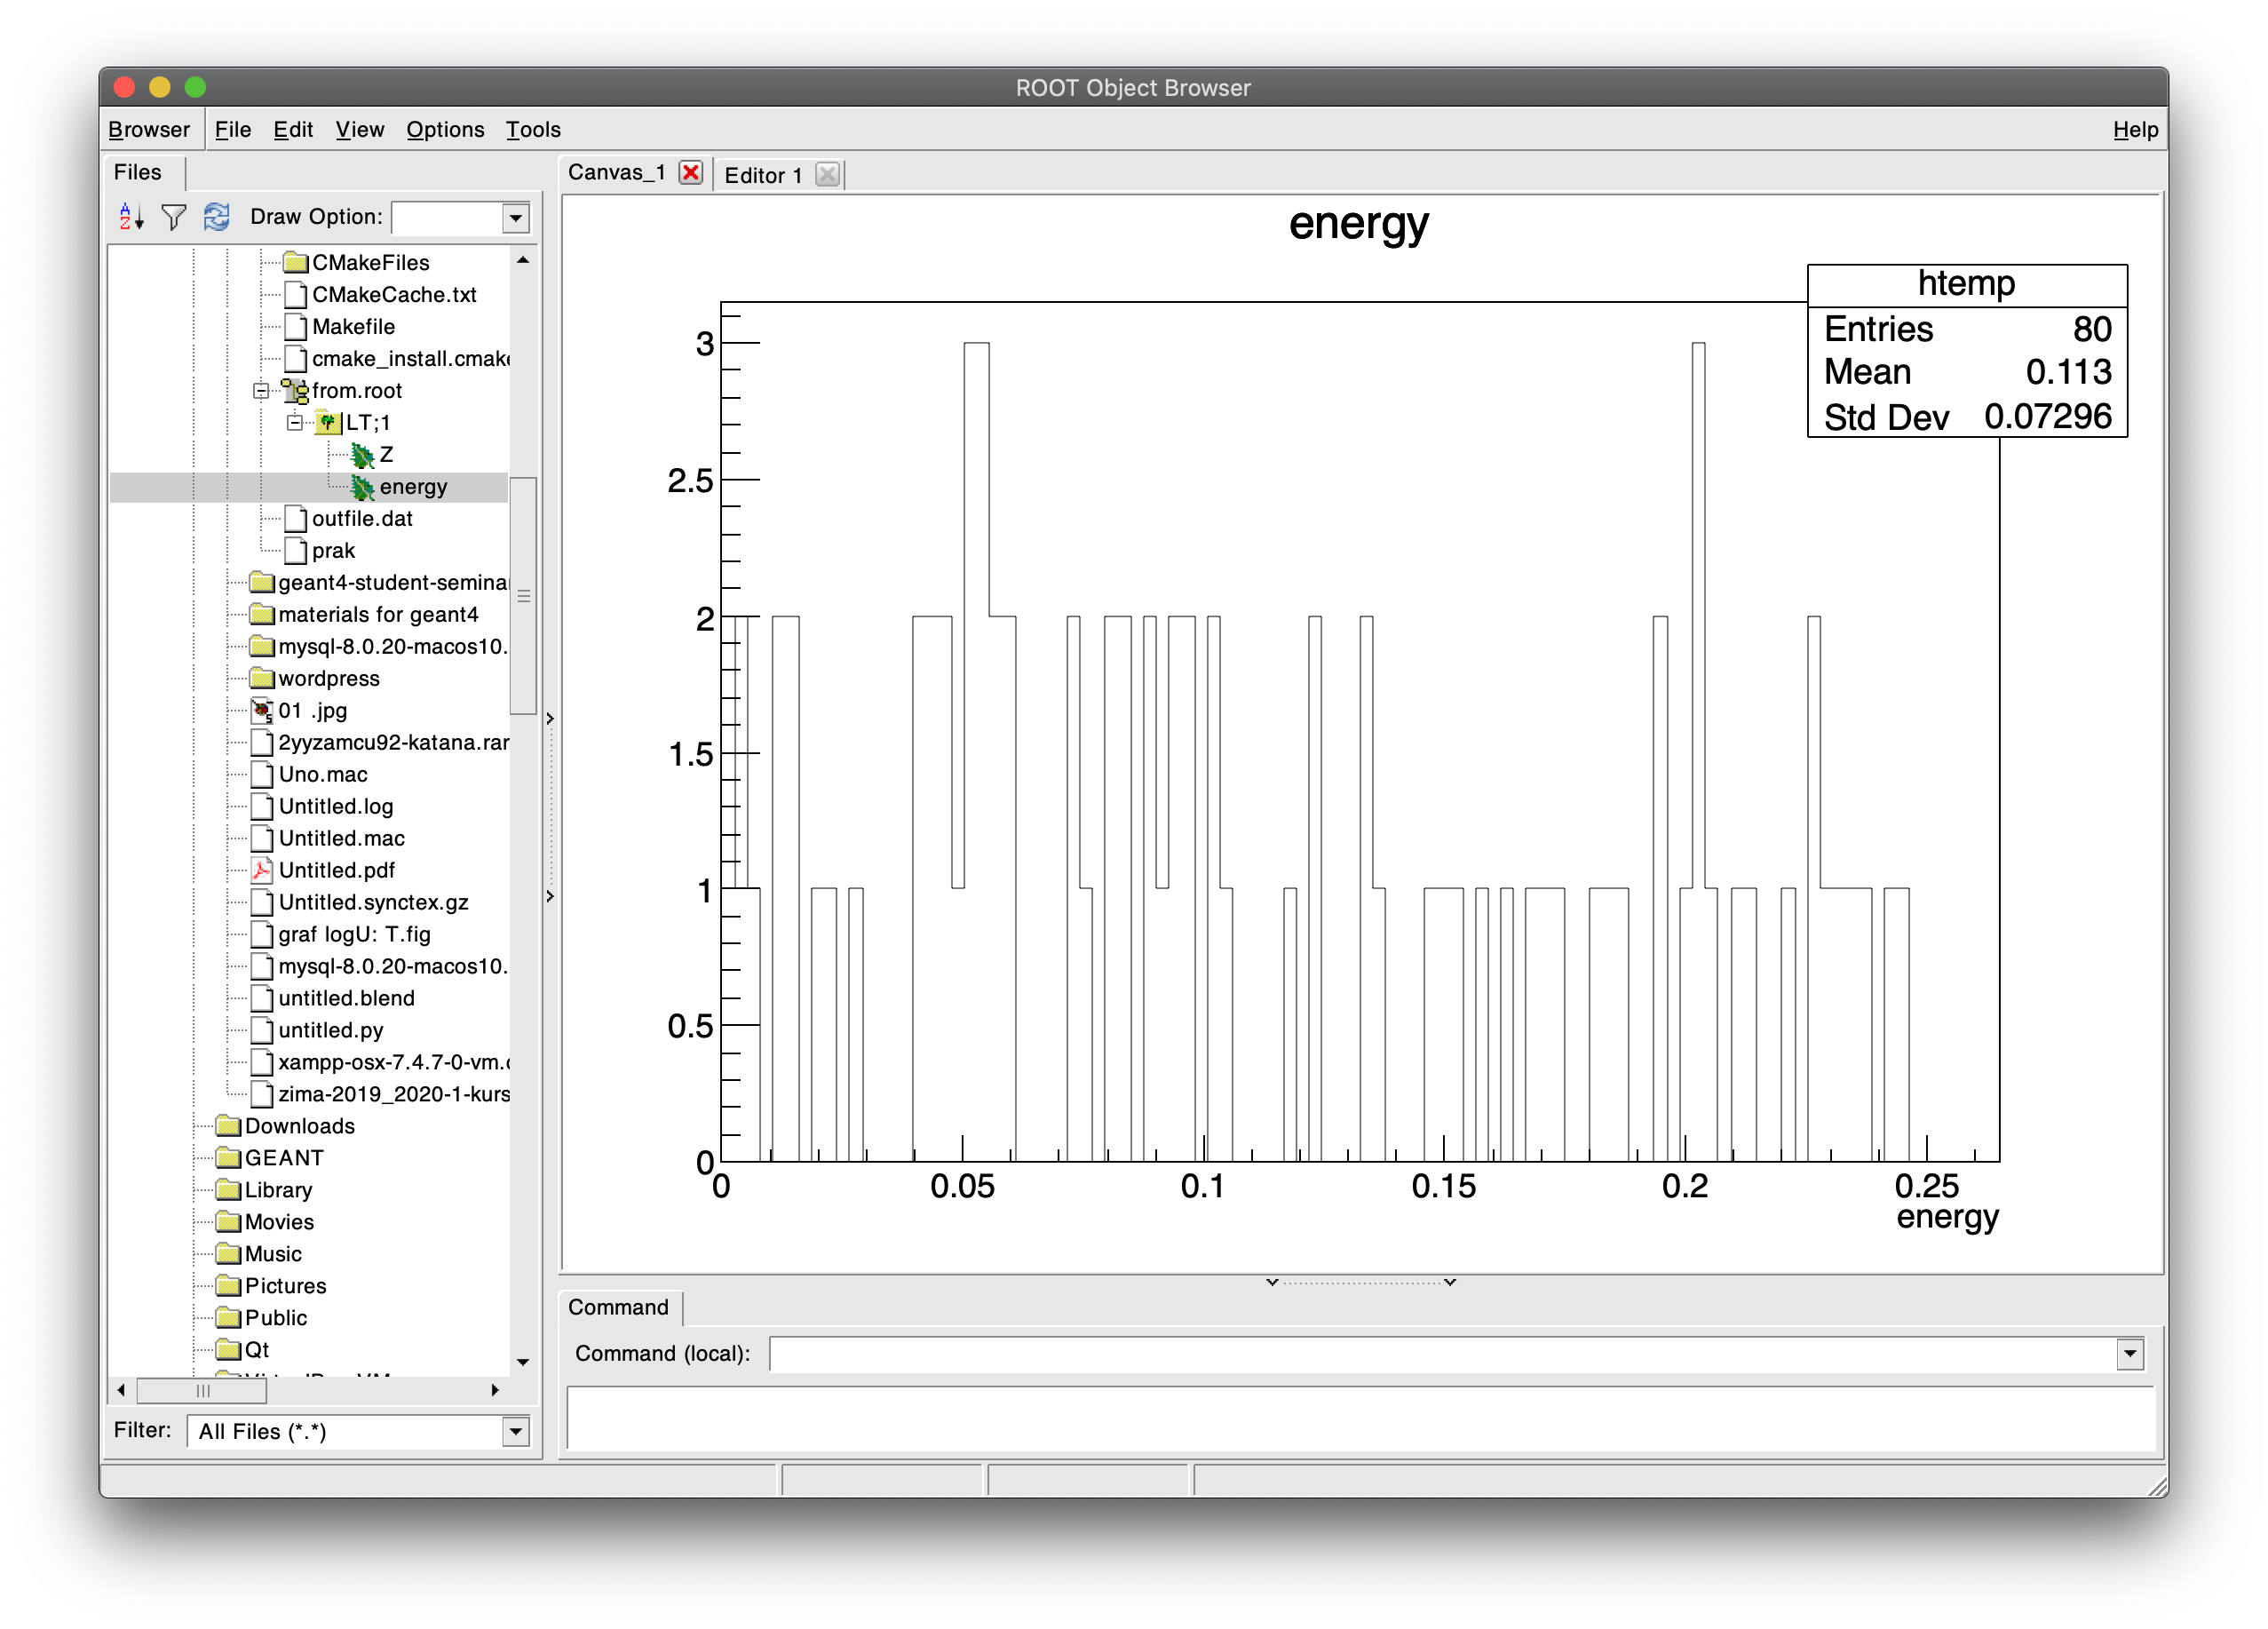 ROOT Object Browser
Browser File Edit View Options Tools Help
Files
Canvas_1 Editor 1
Draw Option:
CMakeFiles
CMakeCache.txt
Makefile
cmake_install.cmake
from.root
LT;1
Z
energy
outfile.dat
prak
geant4-student-seminar
materials for geant4
mysql-8.0.20-macos10.
wordpress
01 .jpg
2yyzamcu92-katana.rar
Uno.mac
Untitled.log
Untitled.mac
Untitled.pdf
Untitled.synctex.gz
graf logU: T.fig
mysql-8.0.20-macos10.
untitled.blend
untitled.py
xampp-osx-7.4.7-0-vm.
zima-2019_2020-1-kurs
Downloads
GEANT
Library
Movies
Music
Pictures
Public
Qt
Filter: All Files (*.*)
energy
htemp
Entries 80
Mean 0.113
Std Dev 0.07296
3
2.5
2
1.5
1
0.5
0
0 0.05 0.1 0.15 0.2 0.25
energy
Command
Command (local):